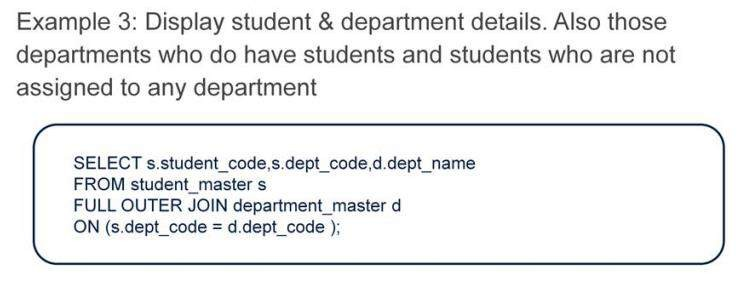 Example 3: Display student & department details. Also those
departments who do have students and students who are not
assigned to any department
SELECT s.student_code,s.dept_code,d.dept_name
FROM student_master s
FULL OUTER JOIN department_master d
ON (s.dept_code = d.dept_code );